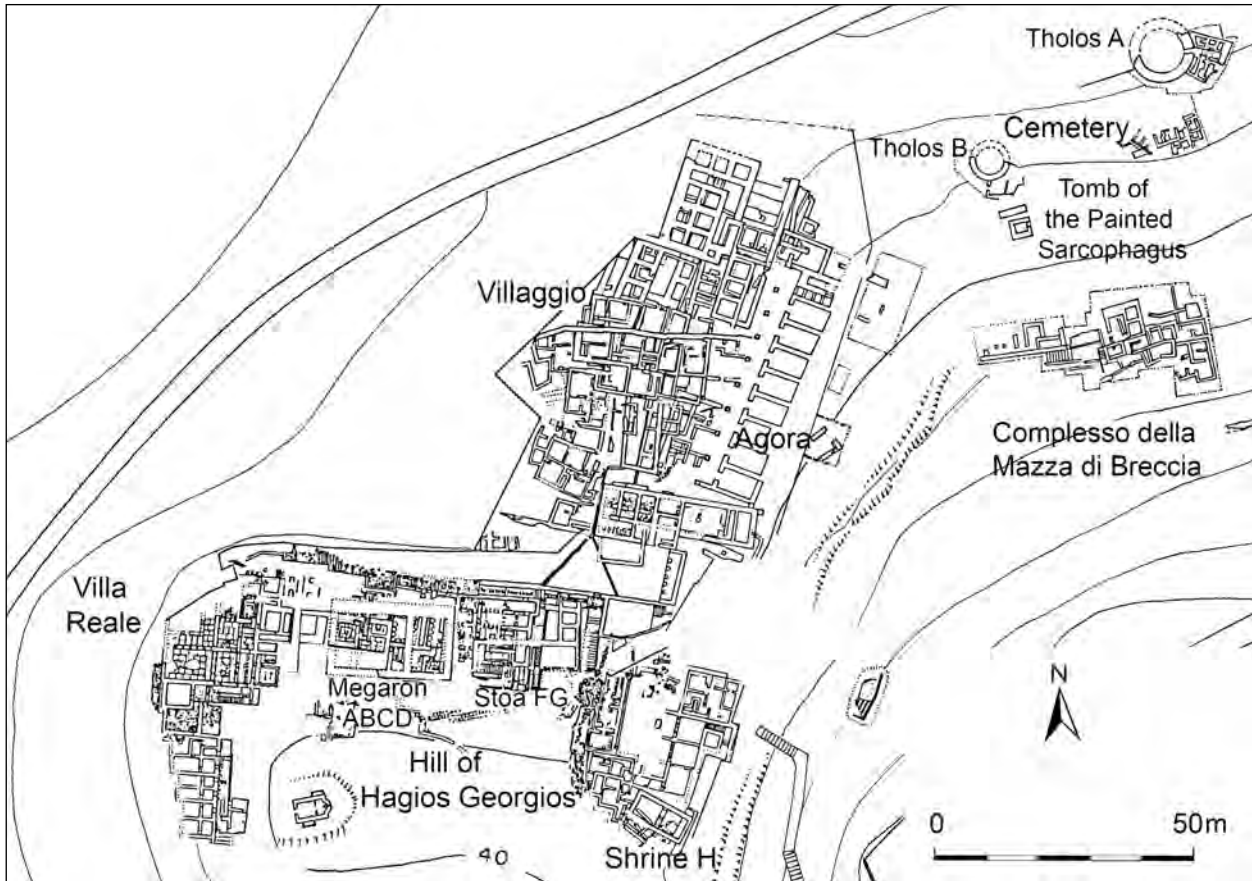 Tholos A
Cemetery
Tholos B
Tomb of
the Painted
Sarcophagus
Villaggio
Agora
Complesso della
Mazza di Breccia
Villa
Reale
Megaron
ABCD
Stoa FG
N
Hill of
Hagios Georgios
0 50m
40
Shrine H